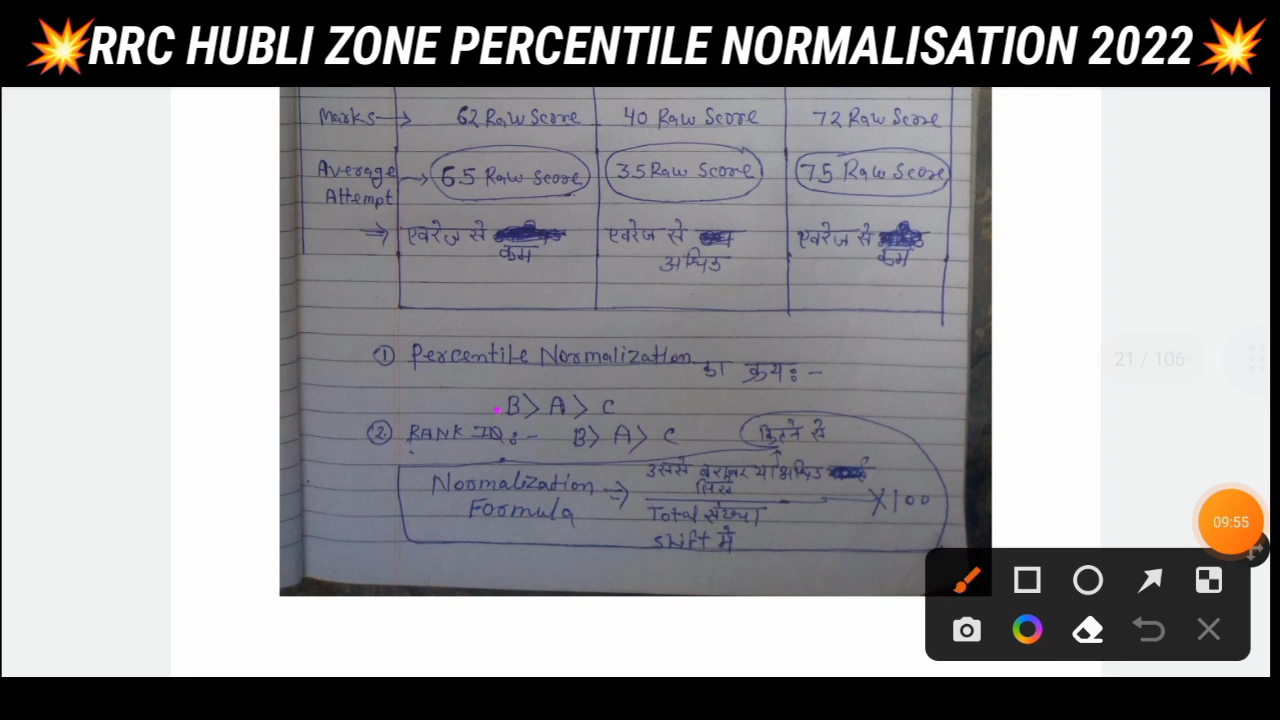 RRC HUBLI ZONE PERCENTILE NORMALISATION 2022
Marks → 62 Raw Score 40 Raw Score 72 Raw Score
Average Attempt → 65 Raw Score 35 Raw Score 75 Raw Score
⇒ एवरेज से कम एवरेज से अधिक एवरेज से कम
① Percentile Normalization का क्रय :-
B > A > C
② RANK :- B > A > C
कितने से
उससे बराबर या अधिक
Normalization ⇒
Formula
Total संख्या
X100
shift में
21 / 106
09:55